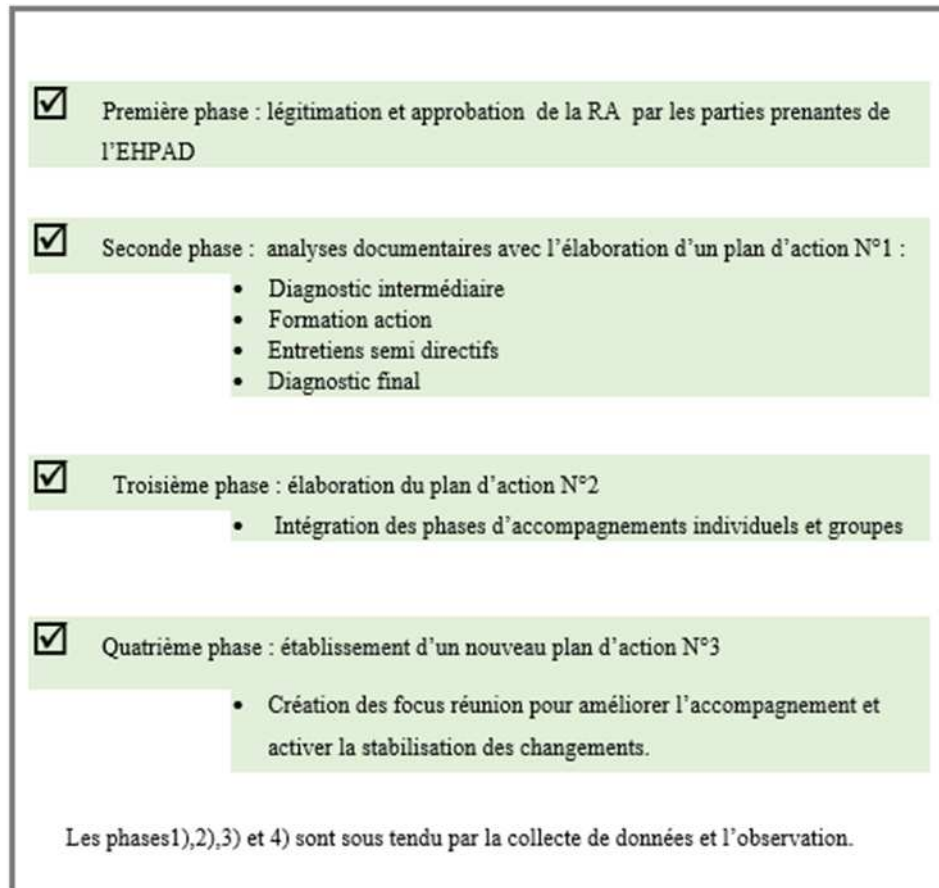 Première phase : légitimation et approbation de la RA par les parties prenantes de
l’EHPAD
Seconde phase : analyses documentaires avec l’élaboration d’un plan d’action N°1 :
• Diagnostic intermédiaire
• Formation action
• Entretiens semi directifs
• Diagnostic final
Troisième phase : élaboration du plan d’action N°2
• Intégration des phases d’accompagnements individuels et groupes
Quatrième phase : établissement d’un nouveau plan d’action N°3
• Création des focus réunion pour améliorer l’accompagnement et
activer la stabilisation des changements.
Les phases1),2),3) et 4) sont sous tendu par la collecte de données et l’observation.